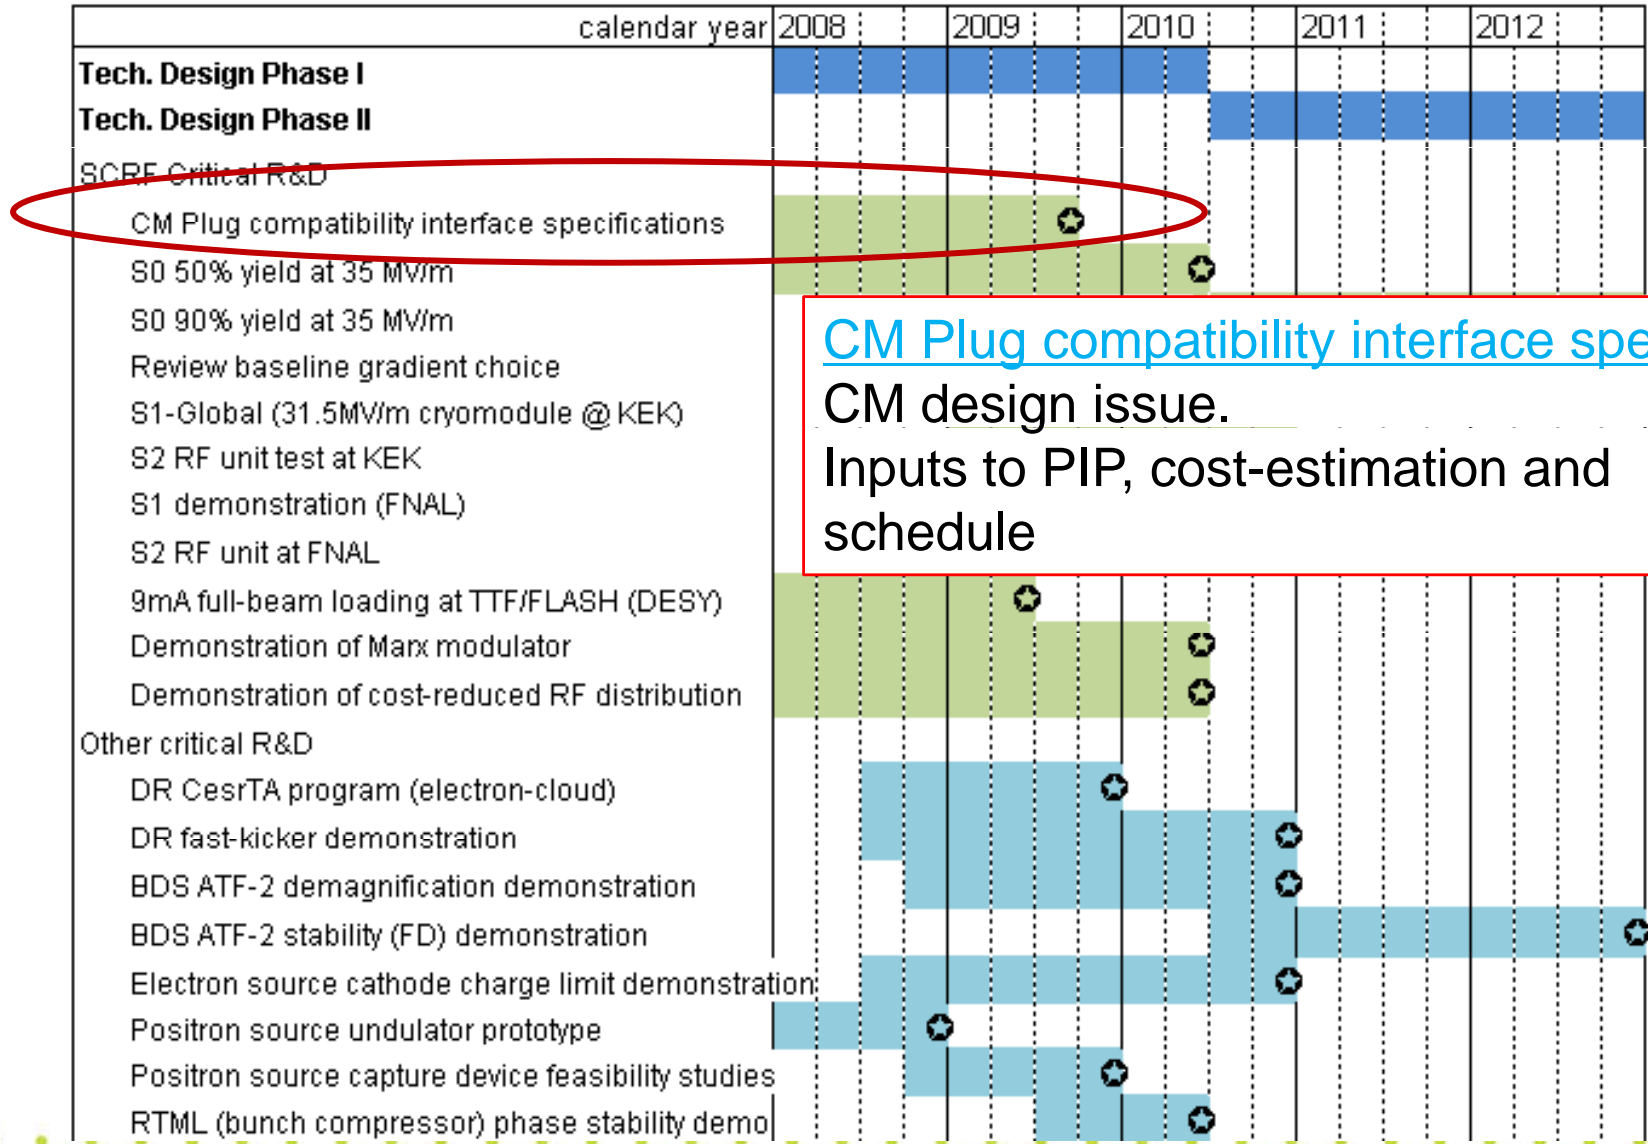 calendar year 2008 2009 2010 2011 2012
Tech. Design Phase I
Tech. Design Phase II
SCRF Critical R&D
CM Plug compatibility interface specifications
S0 50% yield at 35 MV/m
S0 90% yield at 35 MV/m
Review baseline gradient choice
S1-Global (31.5MV/m cryomodule @ KEK)
S2 RF unit test at KEK
S1 demonstration (FNAL)
S2 RF unit at FNAL
CM Plug compatibility interface spe
CM design issue.
Inputs to PIP, cost-estimation and
schedule
9mA full-beam loading at TTF/FLASH (DESY)
Demonstration of Marx modulator
Demonstration of cost-reduced RF distribution
Other critical R&D
DR CesrTA program (electron-cloud)
DR fast-kicker demonstration
BDS ATF-2 demagnification demonstration
BDS ATF-2 stability (FD) demonstration
Electron source cathode charge limit demonstration
Positron source undulator prototype
Positron source capture device feasibility studies
RTML (bunch compressor) phase stability demo